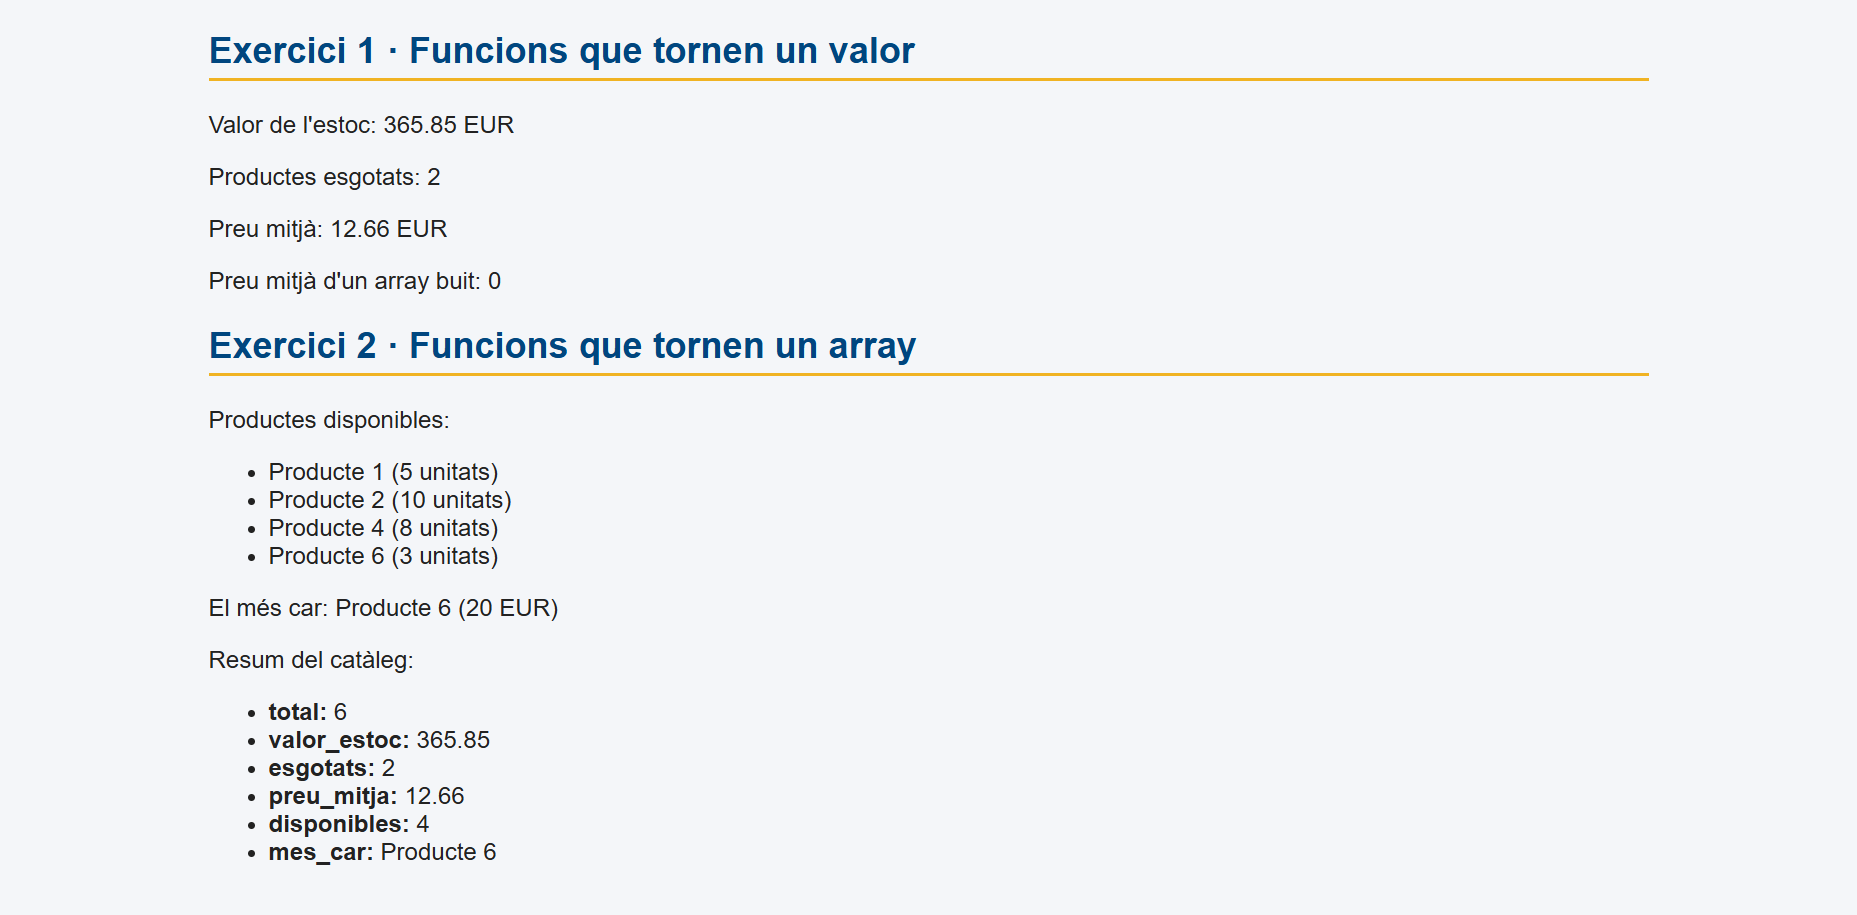 Exercici 1 · Funcions que tornen un valor
Valor de l'estoc: 365.85 EUR
Productes esgotats: 2
Preu mitjà: 12.66 EUR
Preu mitjà d'un array buit: 0
Exercici 2 · Funcions que tornen un array
Productes disponibles:
• Producte 1 (5 unitats)
• Producte 2 (10 unitats)
• Producte 4 (8 unitats)
• Producte 6 (3 unitats)
El més car: Producte 6 (20 EUR)
Resum del catàleg:
• total: 6
• valor_estoc: 365.85
• esgotats: 2
• preu_mitja: 12.66
• disponibles: 4
• mes_car: Producte 6